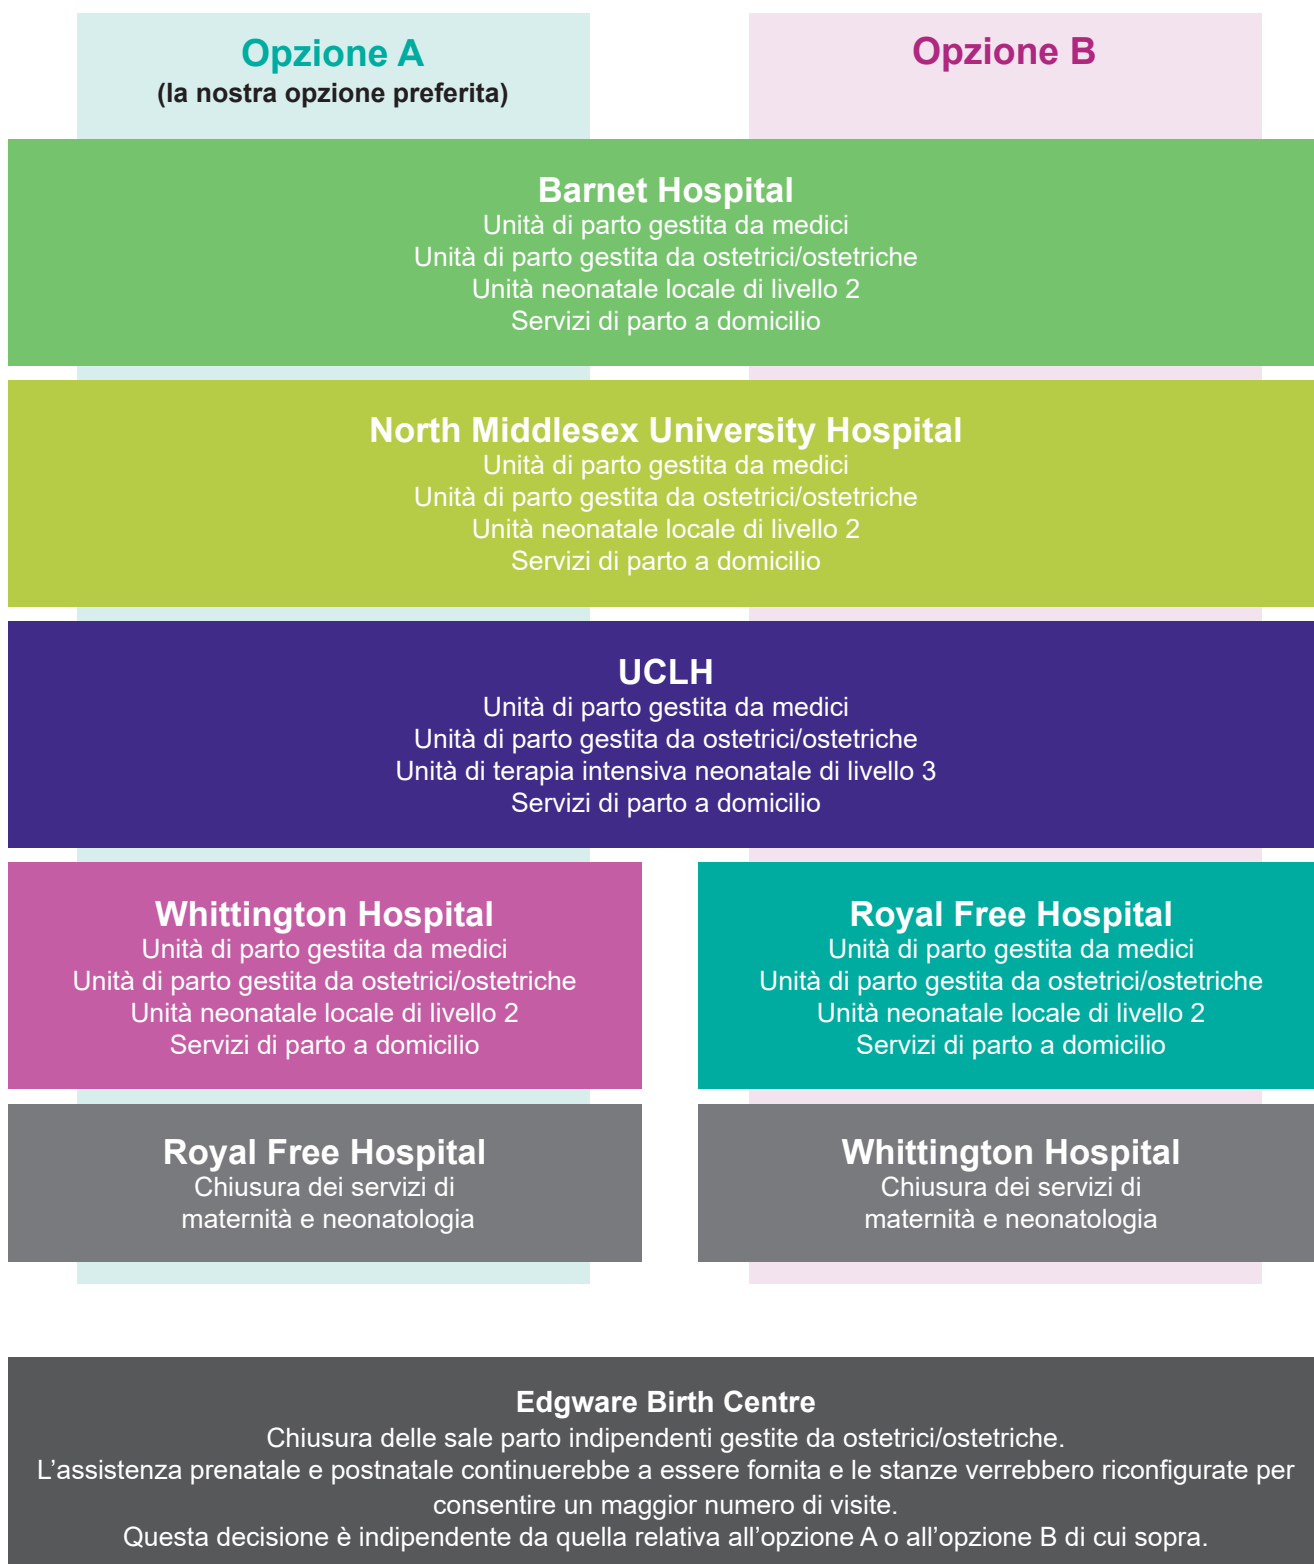 Opzione A
(la nostra opzione preferita)
Opzione B
Barnet Hospital
Unità di parto gestita da medici
Unità di parto gestita da ostetrici/ostetriche
Unità neonatale locale di livello 2
Servizi di parto a domicilio
North Middlesex University Hospital
Unità di parto gestita da medici
Unità di parto gestita da ostetrici/ostetriche
Unità neonatale locale di livello 2
Servizi di parto a domicilio
UCLH
Unità di parto gestita da medici
Unità di parto gestita da ostetrici/ostetriche
Unità di terapia intensiva neonatale di livello 3
Servizi di parto a domicilio
Whittington Hospital
Unità di parto gestita da medici
Unità di parto gestita da ostetrici/ostetriche
Unità neonatale locale di livello 2
Servizi di parto a domicilio
Royal Free Hospital
Unità di parto gestita da medici
Unità di parto gestita da ostetrici/ostetriche
Unità neonatale locale di livello 2
Servizi di parto a domicilio
Royal Free Hospital
Chiusura dei servizi di
maternità e neonatologia
Whittington Hospital
Chiusura dei servizi di
maternità e neonatologia
Edgware Birth Centre
Chiusura delle sale parto indipendenti gestite da ostetrici/ostetriche.
L’assistenza prenatale e postnatale continuerebbe a essere fornita e le stanze verrebbero riconfigurate per
consentire un maggior numero di visite.
Questa decisione è indipendente da quella relativa all’opzione A o all’opzione B di cui sopra.